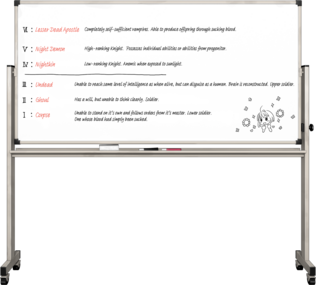 VI : Lesser Dead Apostle Completely self-sufficient vampires. Able to produce offspring through sucking blood.
V : Night Demon High-ranking Knight. Possesses individual abilities or abilities from progenitor.
IV : Nightkin Low-ranking Knight. Known when exposed to sunlight.
III : Undead Unable to reach same level of intelligence as when alive, but can disguise as a human. Brain is reconstructed. Upper soldier.
II : Ghoul Has a will, but unable to think clearly. Soldier.
I : Corpse Unable to stand on it's own and follows orders from it's master. Lower soldier.
One whose blood had simply been sucked.